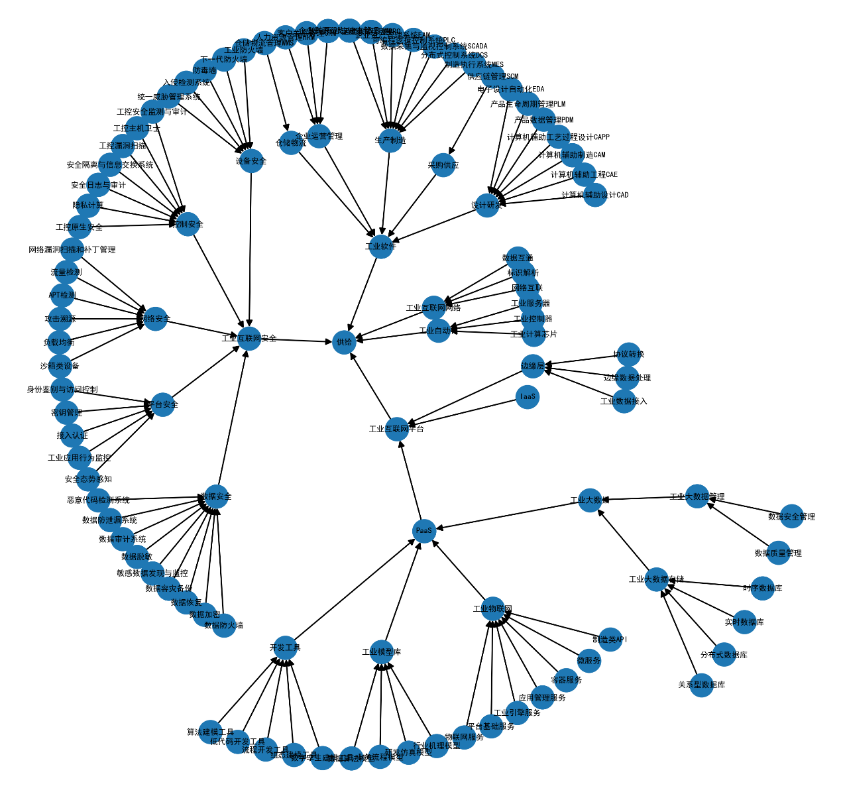 分布式控制系统DCS
制造执行系统MES
供应链管理SCM
电子设计自动化EDA
产品生命周期管理PLM
产品数据管理PDM
计算机辅助工艺过程设计CAPP
计算机辅助制造CAM
计算机辅助工程CAE
计算机辅助设计CAD
工业防火墙
下一代防火墙
防毒墙
入侵检测系统
统一威胁管理系统
工控安全监测与审计
工控主机卫士
工控漏洞扫描
安全隔离与信息交换系统
安全日志与审计
隐私计算
工控原生安全
网络漏洞扫描和补丁管理
流量检测
APT检测
攻击溯源
负载均衡
沙箱类设备
身份鉴别与访问控制
密钥管理
接入认证
工业应用行为监控
安全态势感知
恶意代码检测系统
数据防泄漏系统
数据审计系统
数据脱敏
敏感数据发现与监控
数据容灾备份
数据恢复
数据加密
数据防火墙
设备安全
控制安全
网络安全
平台安全
数据安全
工业互联网安全
仓储物流
企业运营管理
生产制造
采购供应
设计研发
工业软件
供给
工业互联网网络
数据互通
标识解析
网络互联
工业自动
工业服务器
工业控制器
工业计算芯片
边缘层
协议转换
边缘数据处理
工业数据接入
IaaS
工业互联网平台
PaaS
工业大数据
工业大数据管理
数据安全管理
数据质量管理
工业大数据存储
时序数据库
实时数据库
分布式数据库
关系型数据库
工业物联网
制造类API
微服务
容器服务
应用管理服务
工业引擎服务
平台基础服务
物联网服务
工业模型库
行业机理模型
开发工具
算法建模工具
低代码开发工具
流程开发工具